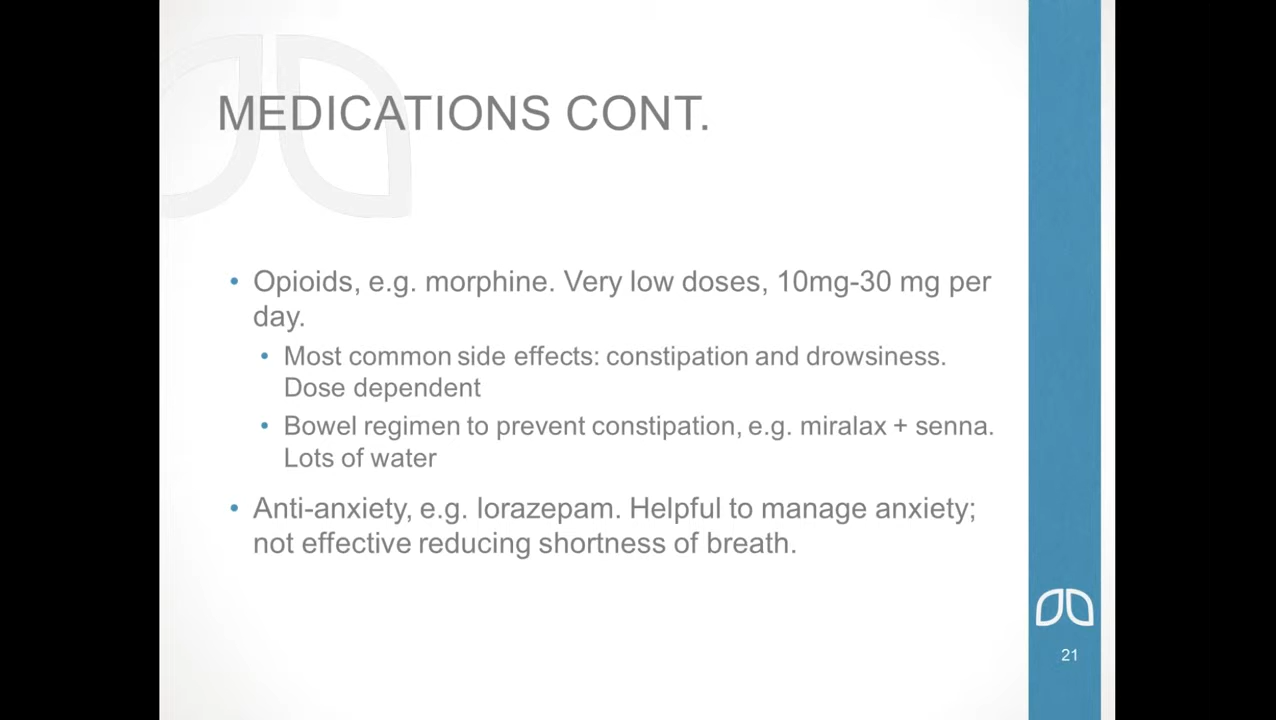 MEDICATIONS CONT.
• Opioids, e.g. morphine. Very low doses, 10mg-30 mg per
day.
• Most common side effects: constipation and drowsiness.
Dose dependent
• Bowel regimen to prevent constipation, e.g. miralax + senna.
Lots of water
• Anti-anxiety, e.g. lorazepam. Helpful to manage anxiety;
not effective reducing shortness of breath.
21